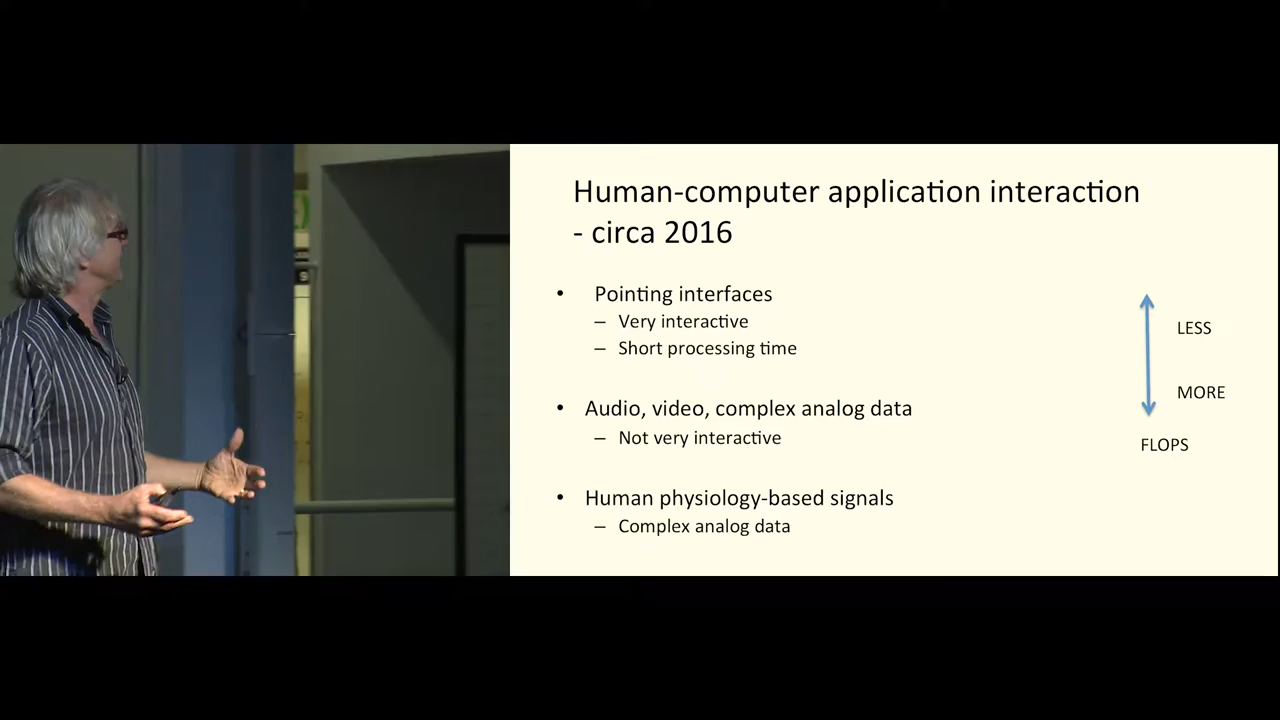 Human-computer application interaction
- circa 2016
• Pointing interfaces
– Very interactive
– Short processing time
• Audio, video, complex analog data
– Not very interactive
• Human physiology-based signals
– Complex analog data
LESS
MORE
FLOPS